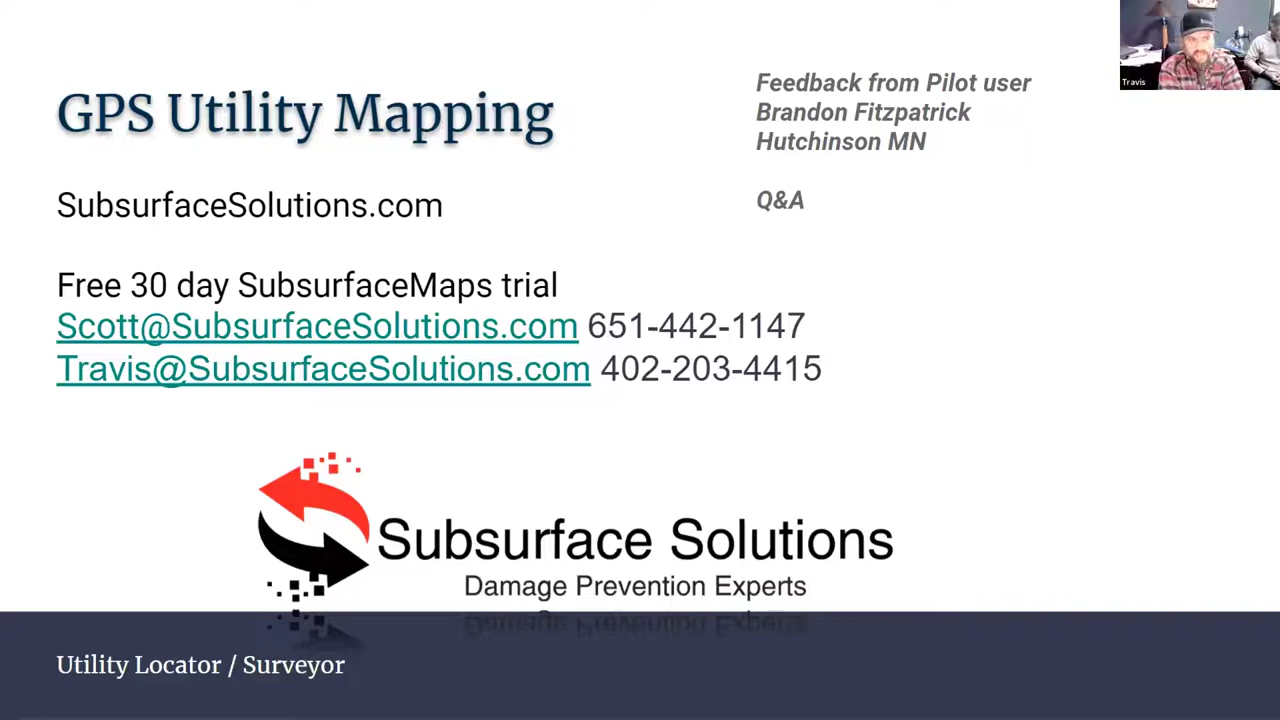 GPS Utility Mapping
SubsurfaceSolutions.com
Free 30 day SubsurfaceMaps trial
Scott@SubsurfaceSolutions.com 651-442-1147
Travis@SubsurfaceSolutions.com 402-203-4415
Feedback from Pilot user
Brandon Fitzpatrick
Hutchinson MN
Q&A
Travis
Subsurface Solutions
Damage Prevention Experts
Utility Locator / Surveyor